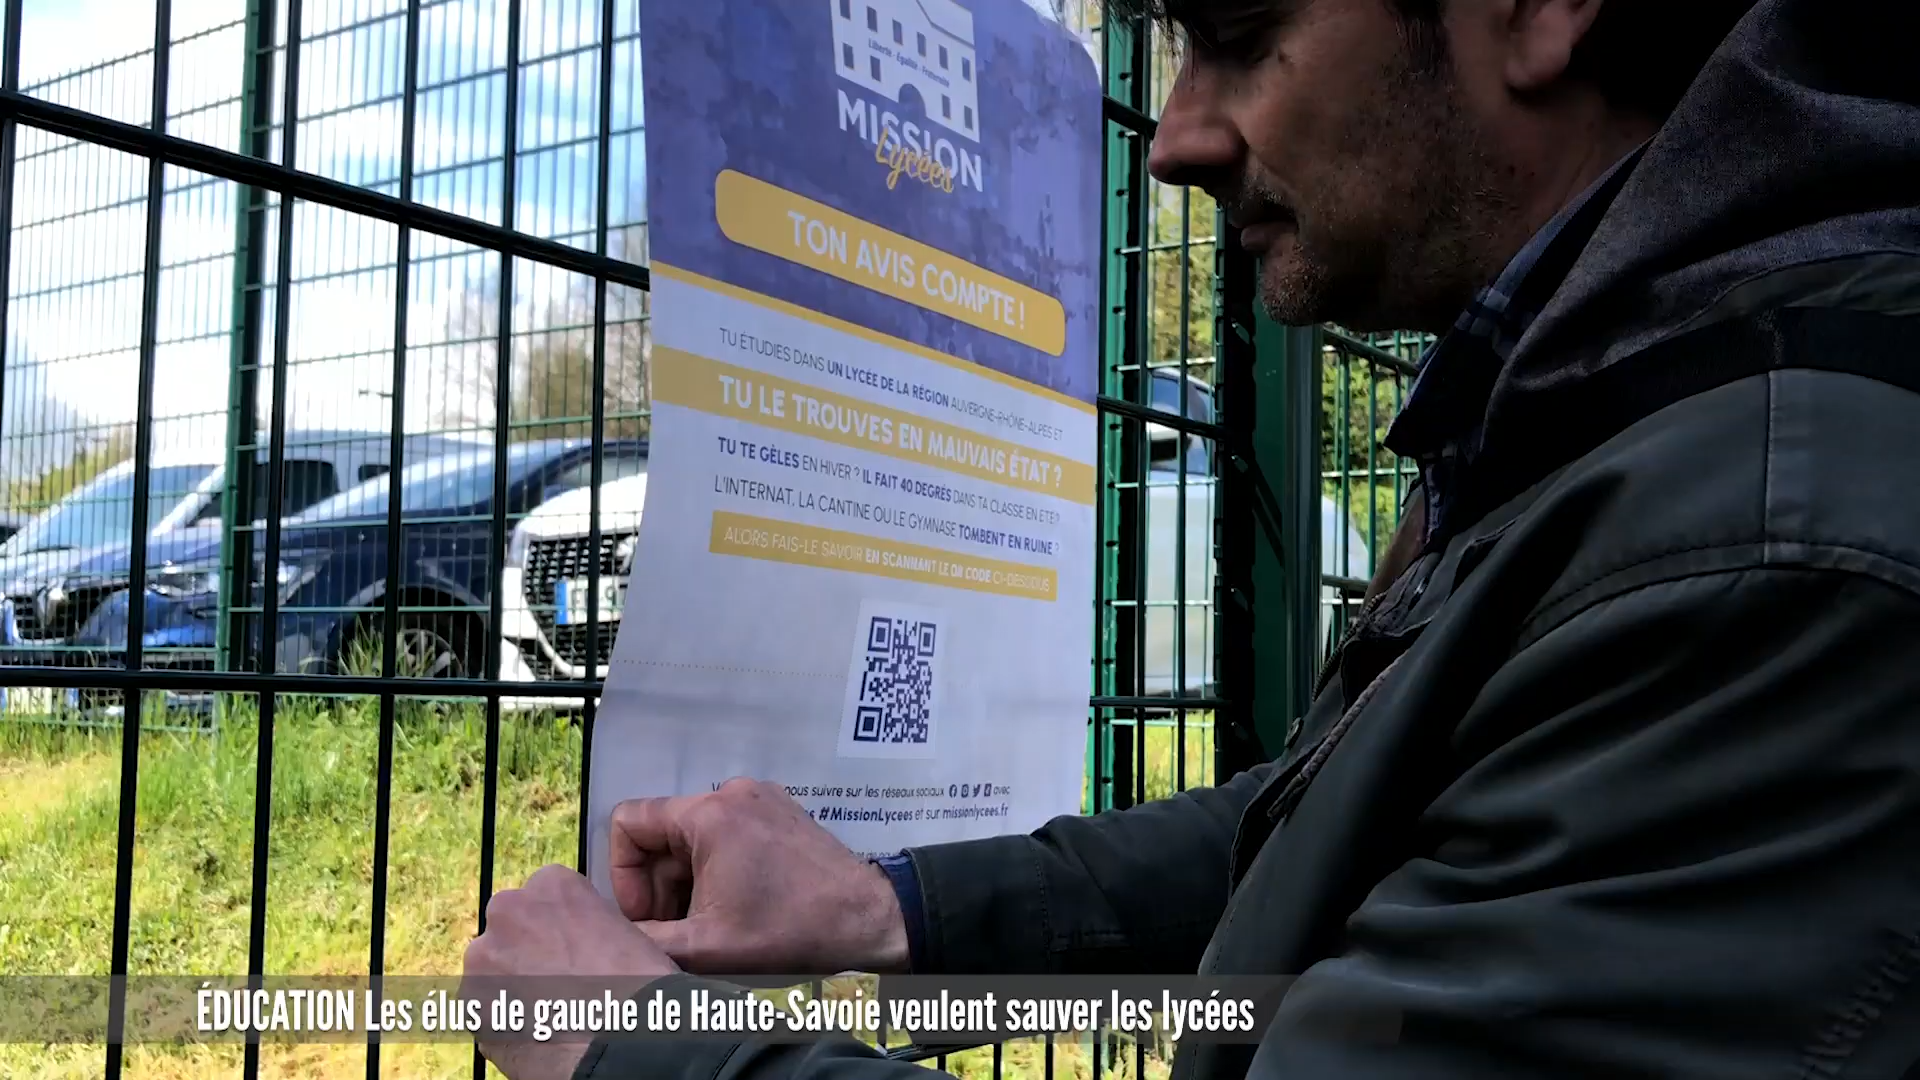 Liberté - Égalité - Fraternité
MISSION
Lycées
TON AVIS COMPTE !
TU ÉTUDIES DANS UN LYCÉE DE LA RÉGION AUVERGNE-RHÔNE-ALPES ET
TU LE TROUVES EN MAUVAIS ÉTAT ?
TU TE GÈLES EN HIVER ? IL FAIT 40 DEGRÉS DANS TA CLASSE EN ÉTÉ ?
L'INTERNAT, LA CANTINE OU LE GYMNASE TOMBENT EN RUINE ?
ALORS FAIS-LE SAVOIR EN SCANNANT LE QR CODE CI-DESSOUS
nous suivre sur les réseaux sociaux avec
#MissionLycees et sur missionlycees.fr
ÉDUCATION Les élus de gauche de Haute-Savoie veulent sauver les lycées